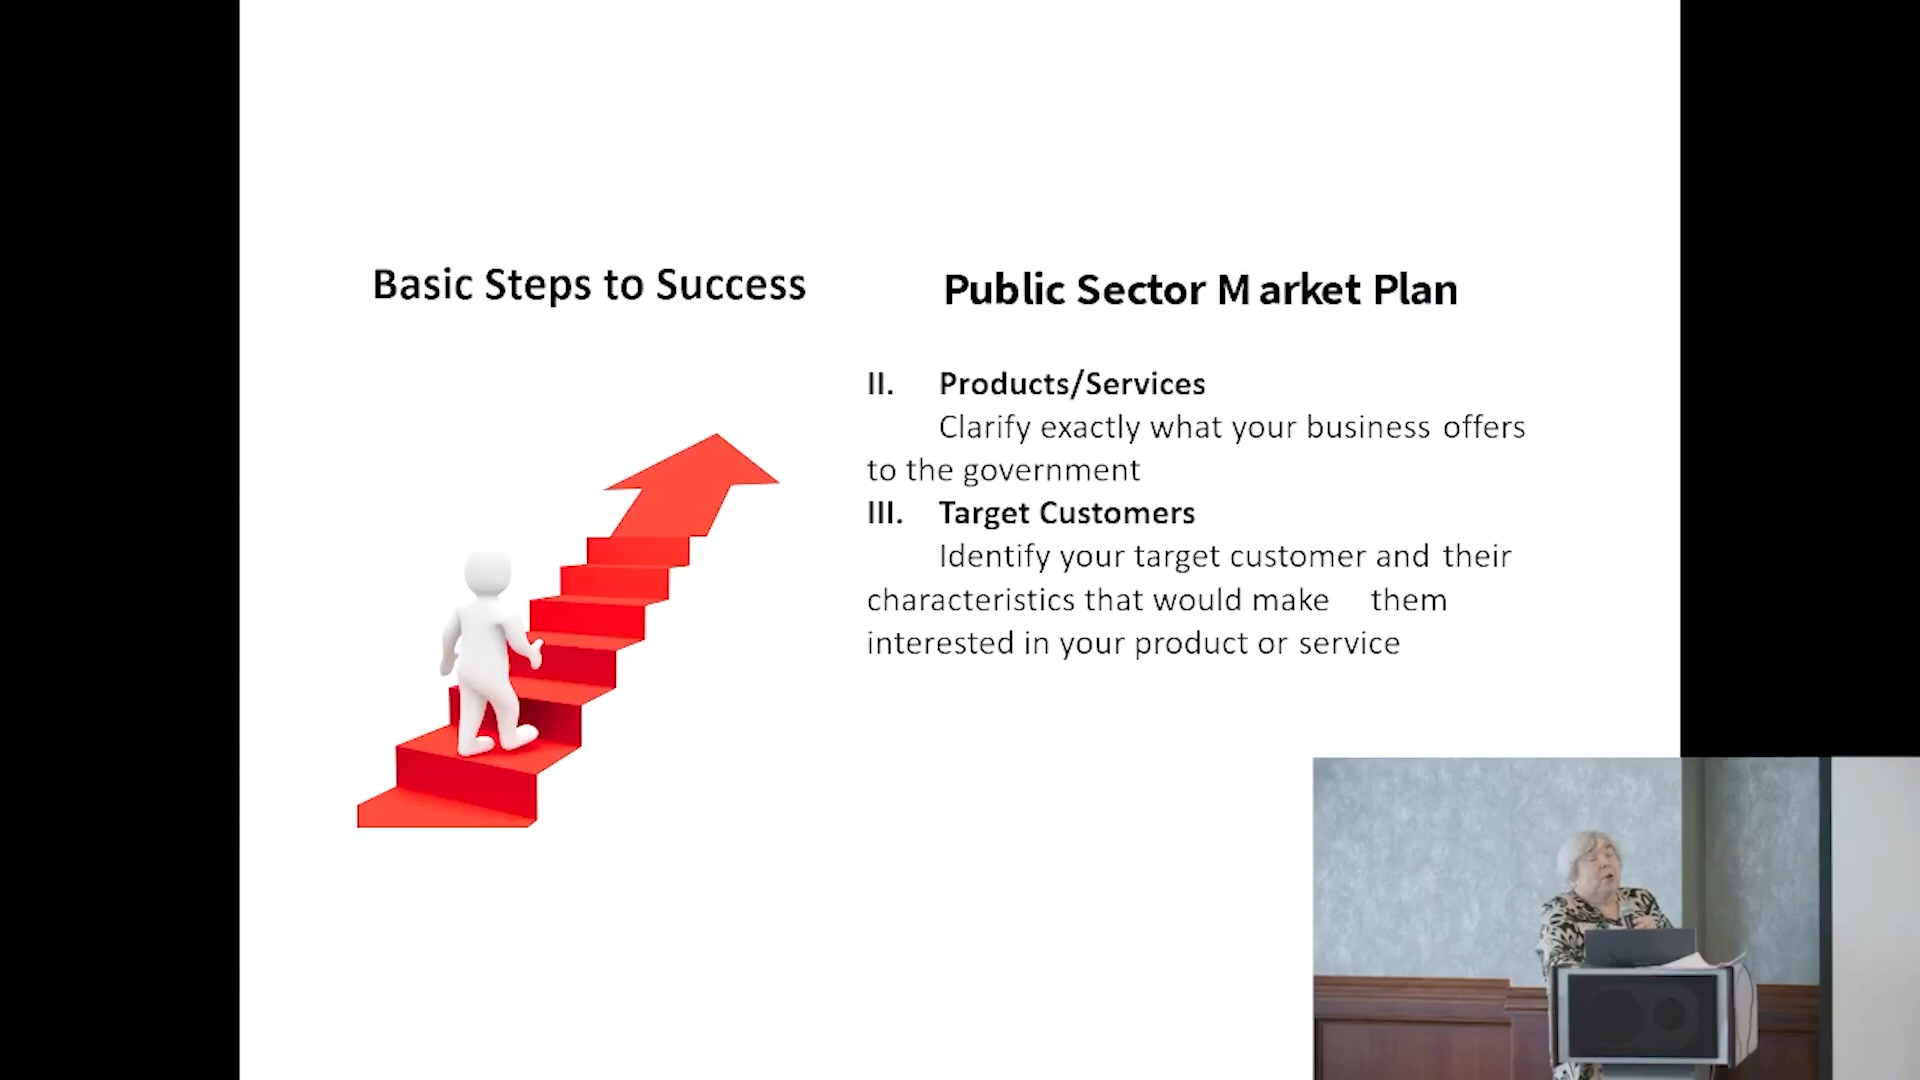 Basic Steps to Success
Public Sector Market Plan
II. Products/Services
Clarify exactly what your business offers
to the government
III. Target Customers
Identify your target customer and their
characteristics that would make them
interested in your product or service